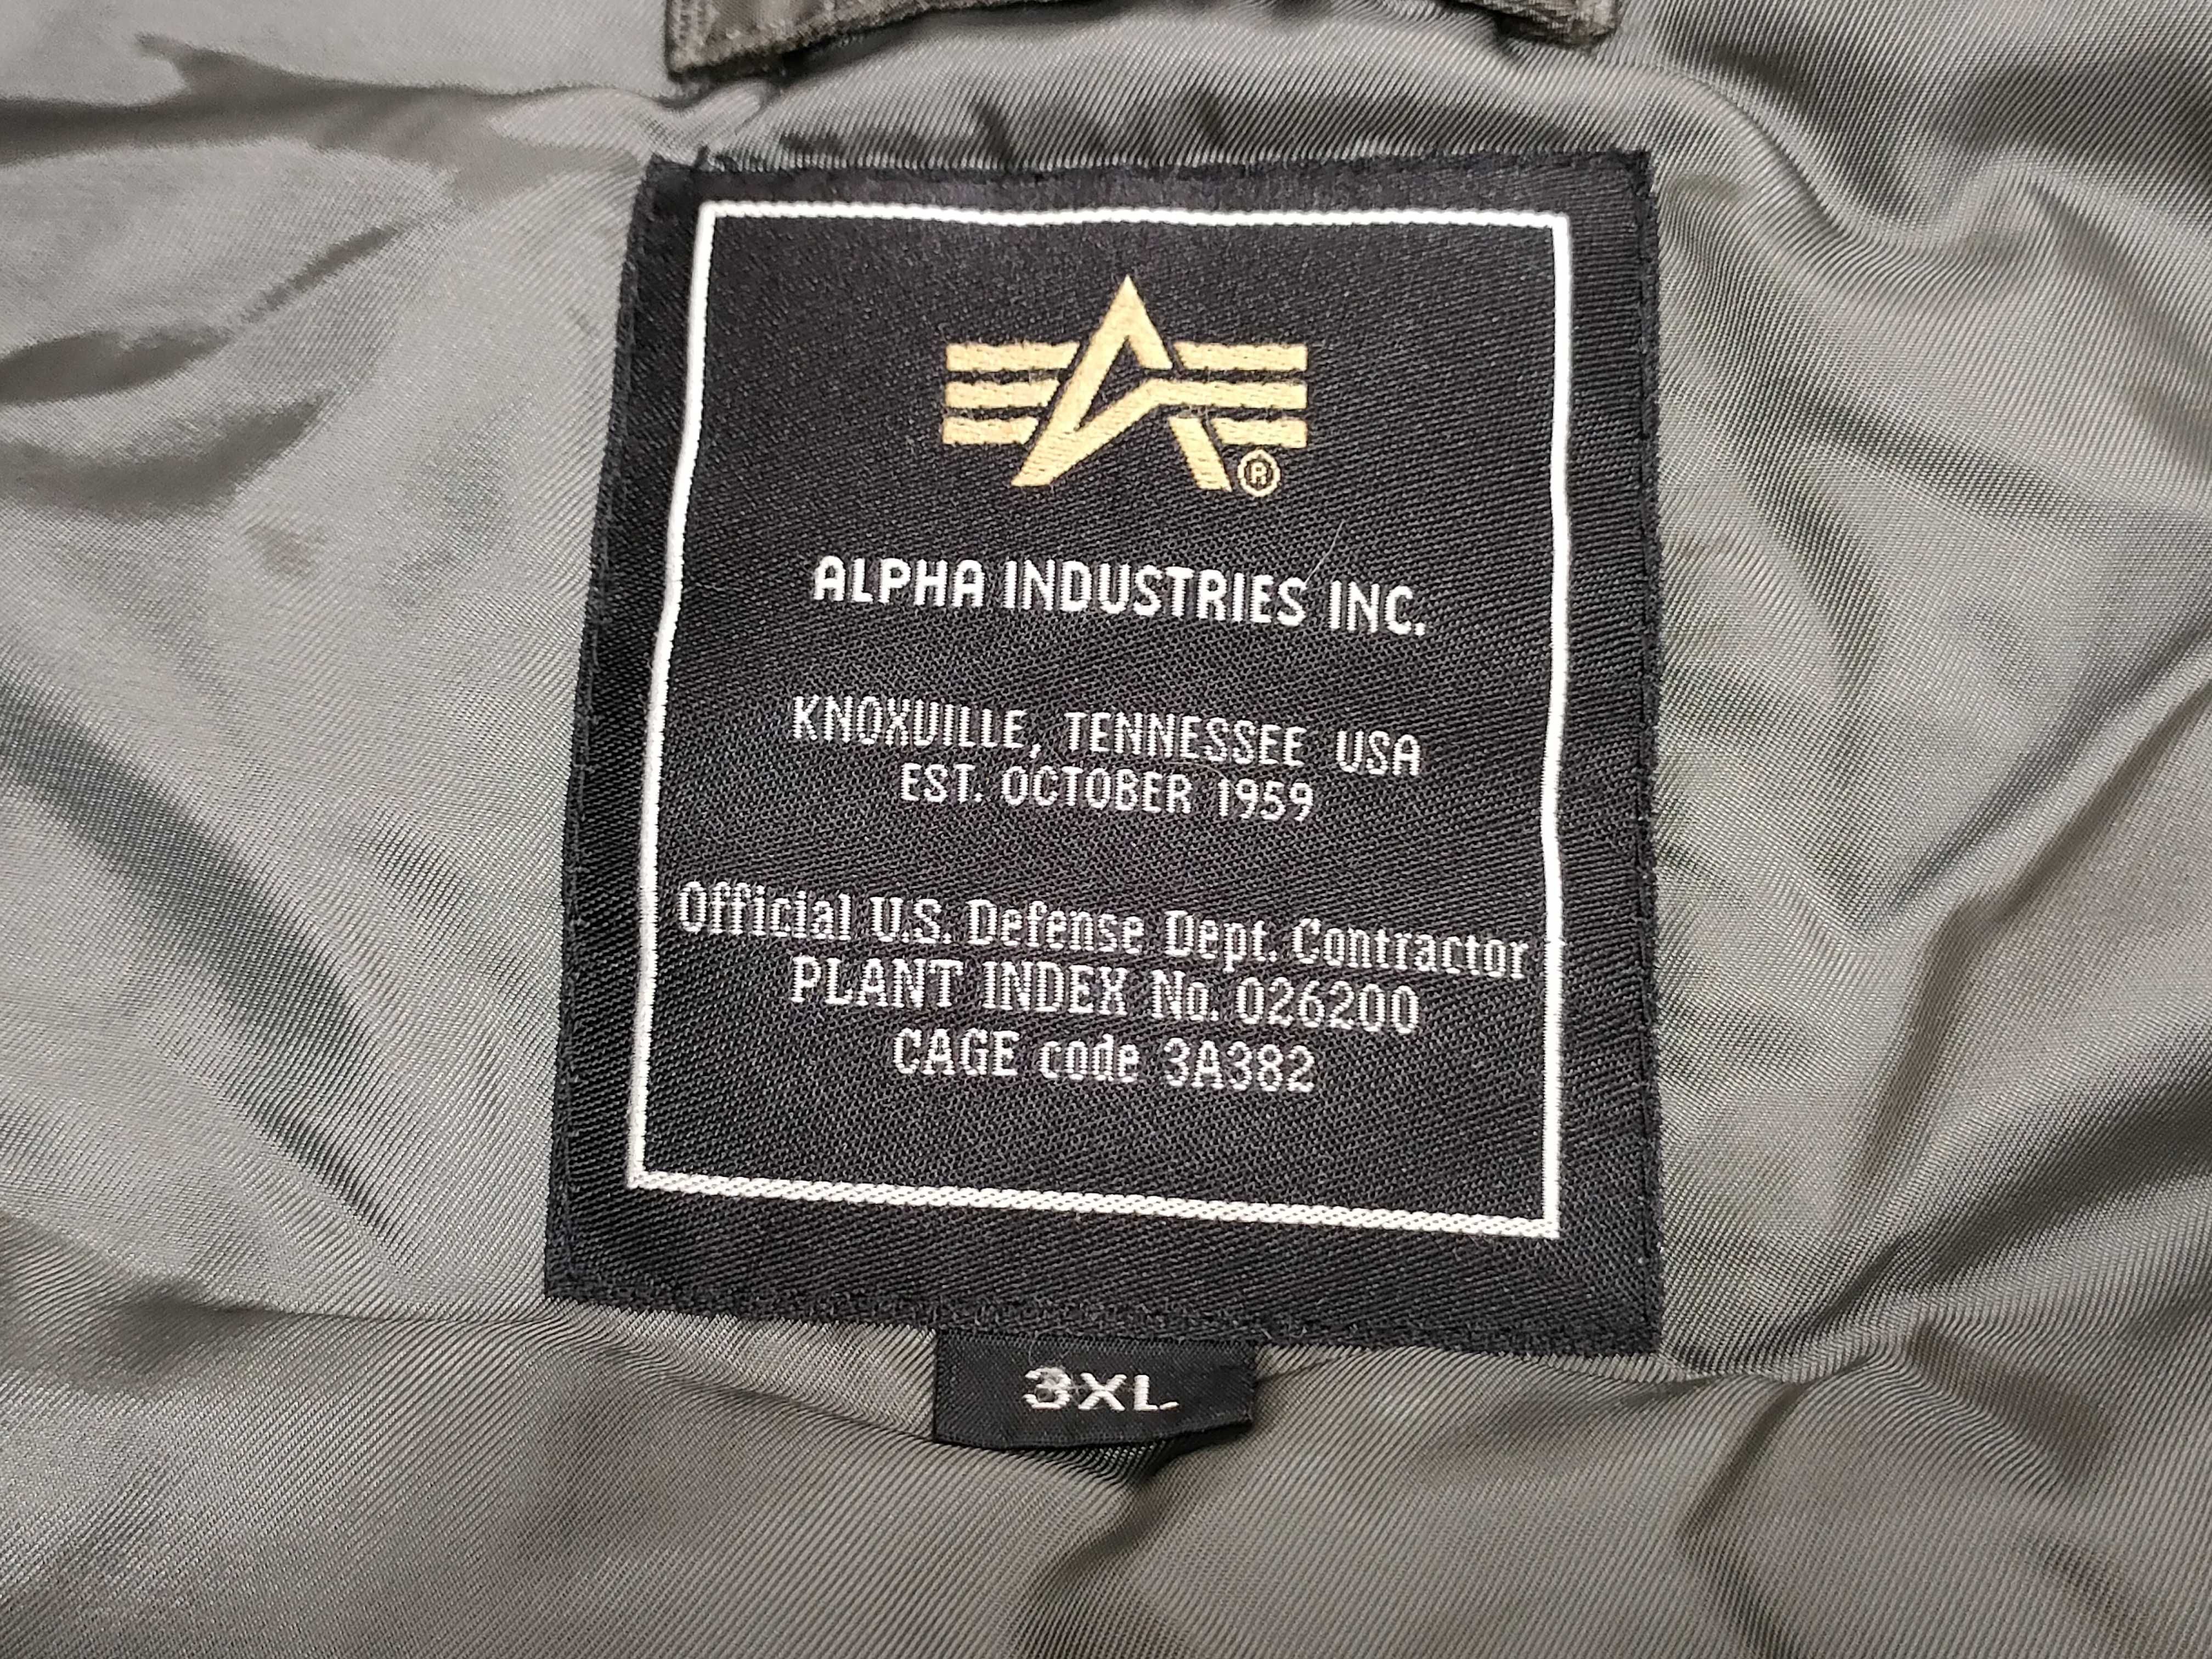 ®
ALPHA INDUSTRIES INC.
KNOXVILLE, TENNESSEE USA
EST. OCTOBER 1959
Official U.S. Defense Dept. Contractor
PLANT INDEX No. 026200
CAGE code 3A382
3XL